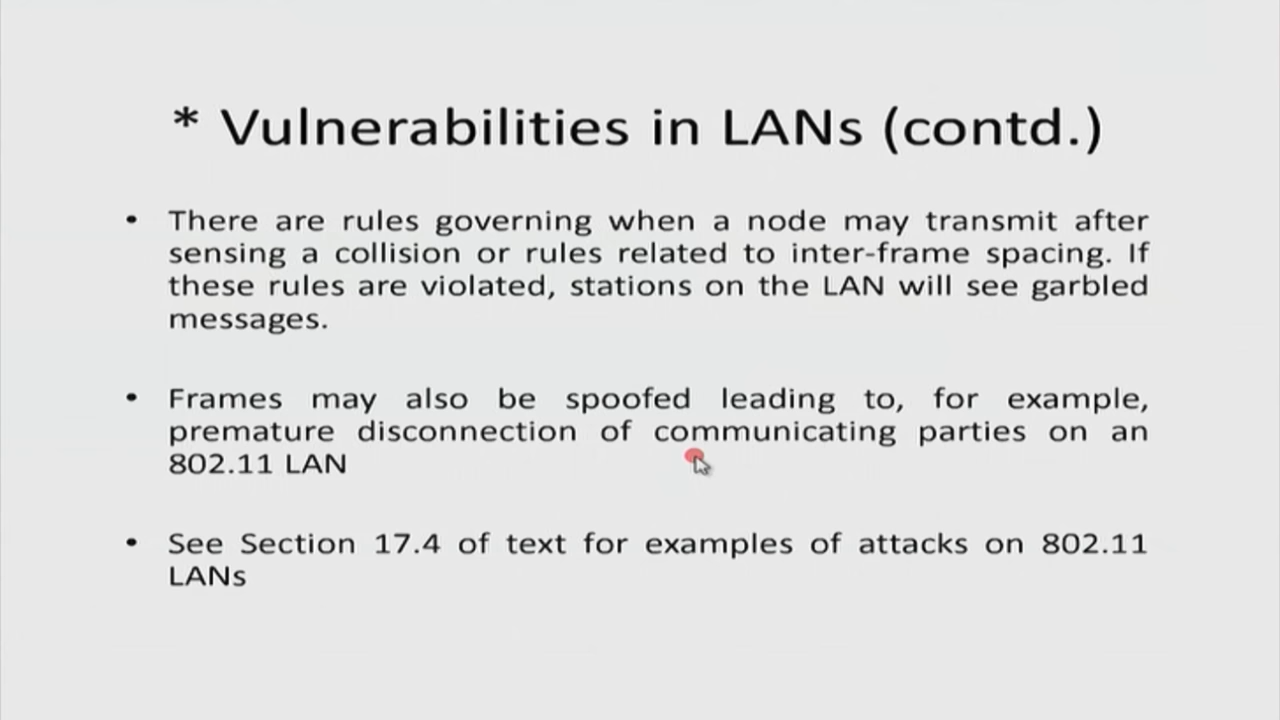 * Vulnerabilities in LANs (contd.)
• There are rules governing when a node may transmit after
sensing a collision or rules related to inter-frame spacing. If
these rules are violated, stations on the LAN will see garbled
messages.
• Frames may also be spoofed leading to, for example,
premature disconnection of communicating parties on an
802.11 LAN
• See Section 17.4 of text for examples of attacks on 802.11
LANs